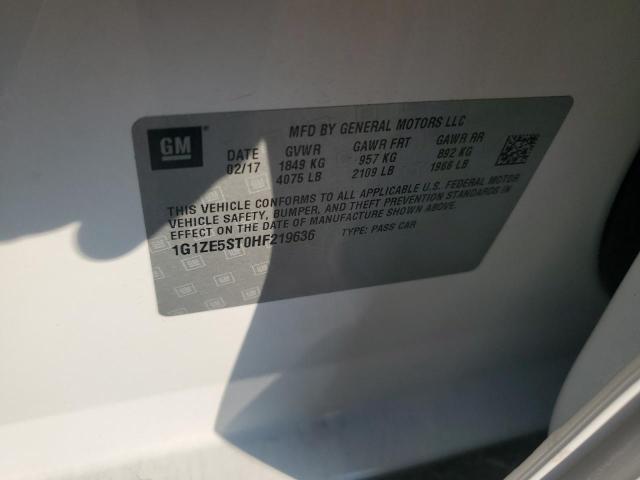 GM
MFD BY GENERAL MOTORS LLC
DATE GVWR GAWR FRT GAWR RR
02/17 1849 KG 957 KG 892 KG
4075 LB 2109 LB 1966 LB
THIS VEHICLE CONFORMS TO ALL APPLICABLE U.S. FEDERAL MOTOR
VEHICLE SAFETY, BUMPER, AND THEFT PREVENTION STANDARDS IN
EFFECT ON THE DATE OF MANUFACTURE SHOWN ABOVE.
1G1ZE5ST0HF219636 TYPE: PASS CAR